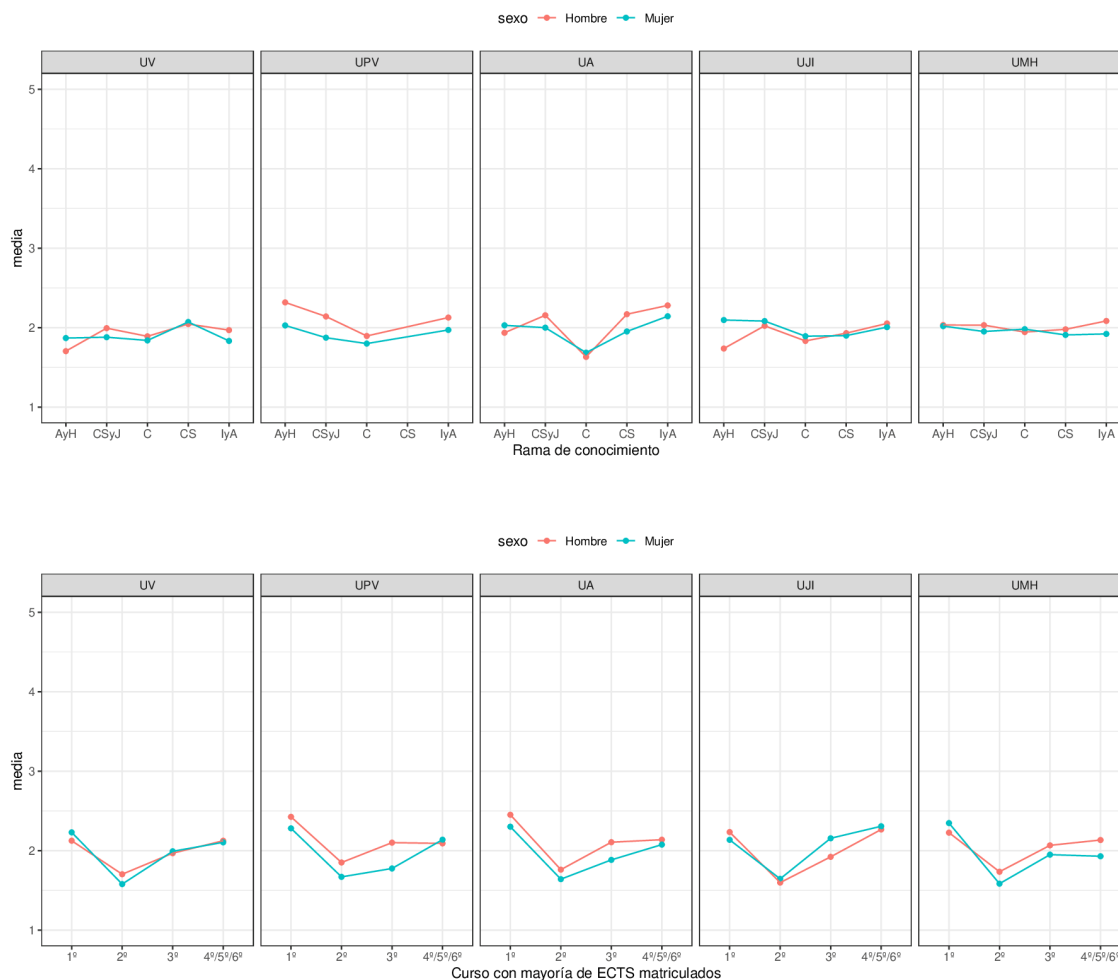 sexo Hombre Mujer
UV UPV UA UJI UMH
5
4
3
2
1
media
AyH CSyJ C CS IyA AyH CSyJ C CS IyA AyH CSyJ C CS IyA AyH CSyJ C CS IyA AyH CSyJ C CS IyA
Rama de conocimiento
sexo Hombre Mujer
UV UPV UA UJI UMH
5
4
3
2
1
media
1º 2º 3º 4º/5º/6º 1º 2º 3º 4º/5º/6º 1º 2º 3º 4º/5º/6º 1º 2º 3º 4º/5º/6º 1º 2º 3º 4º/5º/6º
Curso con mayoría de ECTS matriculados